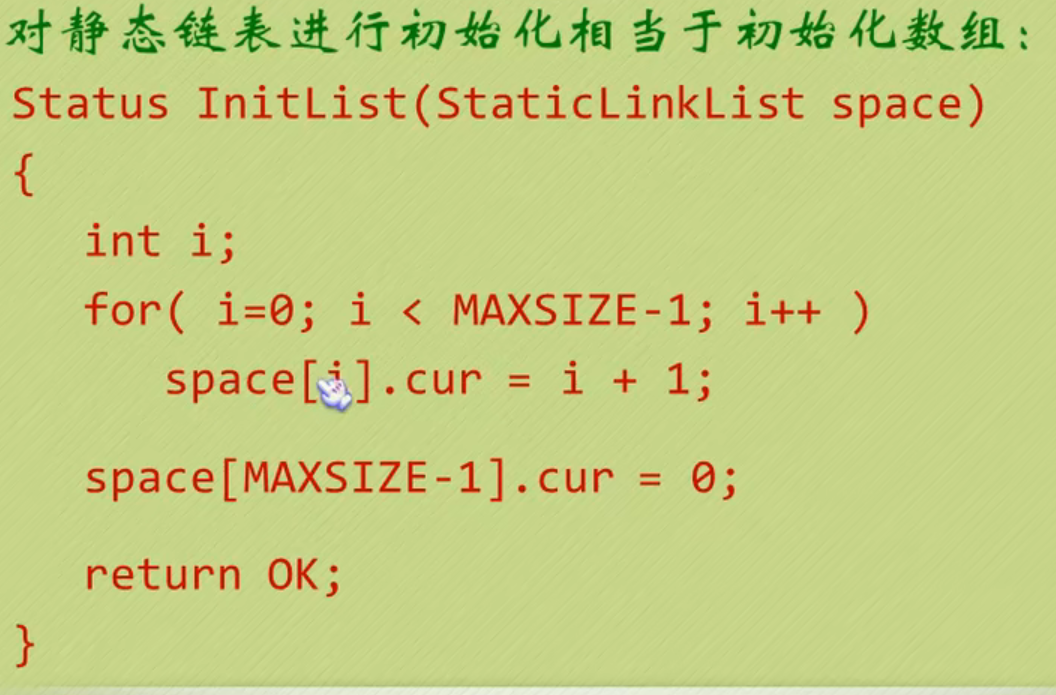 对静态链表进行初始化相当于初始化数组：
Status InitList(StaticLinkList space)
{
int i;
for( i=0; i < MAXSIZE-1; i++ )
space[i].cur = i + 1;
space[MAXSIZE-1].cur = 0;
return OK;
}